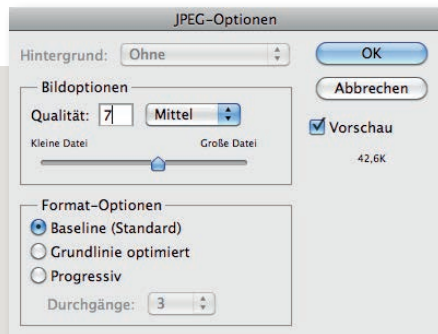 JPEG-Optionen
Hintergrund: Ohne
OK
Abbrechen
Vorschau
42,6K
Bildoptionen
Qualität: 7 Mittel
Kleine Datei Große Datei
Format-Optionen
Baseline (Standard)
Grundlinie optimiert
Progressiv
Durchgänge: 3